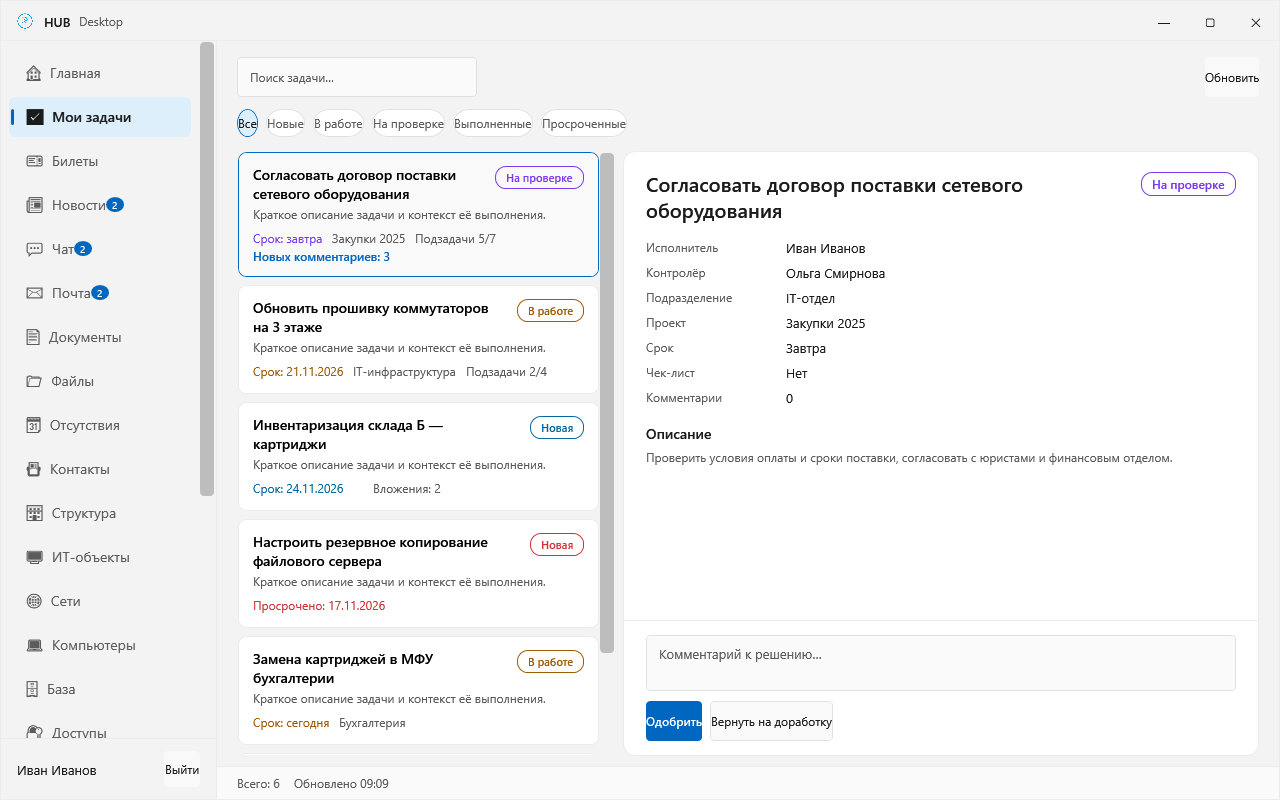 HUB Desktop
Главная
Мои задачи
Билеты
Новости 2
Чат 2
Почта 2
Документы
Файлы
31 Отсутствия
Контакты
Структура
ИТ-объекты
Сети
Компьютеры
База
Доступы
Иван Иванов Выйти
Поиск задачи...
Обновить
Все Новые В работе На проверке Выполненные Просроченные
Согласовать договор поставки
сетевого оборудования
На проверке
Краткое описание задачи и контекст её выполнения.
Срок: завтра Закупки 2025 Подзадачи 5/7
Новых комментариев: 3
Обновить прошивку коммутаторов
на 3 этаже
В работе
Краткое описание задачи и контекст её выполнения.
Срок: 21.11.2026 IT-инфраструктура Подзадачи 2/4
Инвентаризация склада Б —
картриджи
Новая
Краткое описание задачи и контекст её выполнения.
Срок: 24.11.2026 Вложения: 2
Настроить резервное копирование
файлового сервера
Новая
Краткое описание задачи и контекст её выполнения.
Просрочено: 17.11.2026
Замена картриджей в МФУ
бухгалтерии
В работе
Краткое описание задачи и контекст её выполнения.
Срок: сегодня Бухгалтерия
Согласовать договор поставки сетевого
оборудования
На проверке
Исполнитель Иван Иванов
Контролёр Ольга Смирнова
Подразделение IT-отдел
Проект Закупки 2025
Срок Завтра
Чек-лист Нет
Комментарии 0
Описание
Проверить условия оплаты и сроки поставки, согласовать с юристами и финансовым отделом.
Комментарий к решению...
Одобрить Вернуть на доработку
Всего: 6 Обновлено 09:09